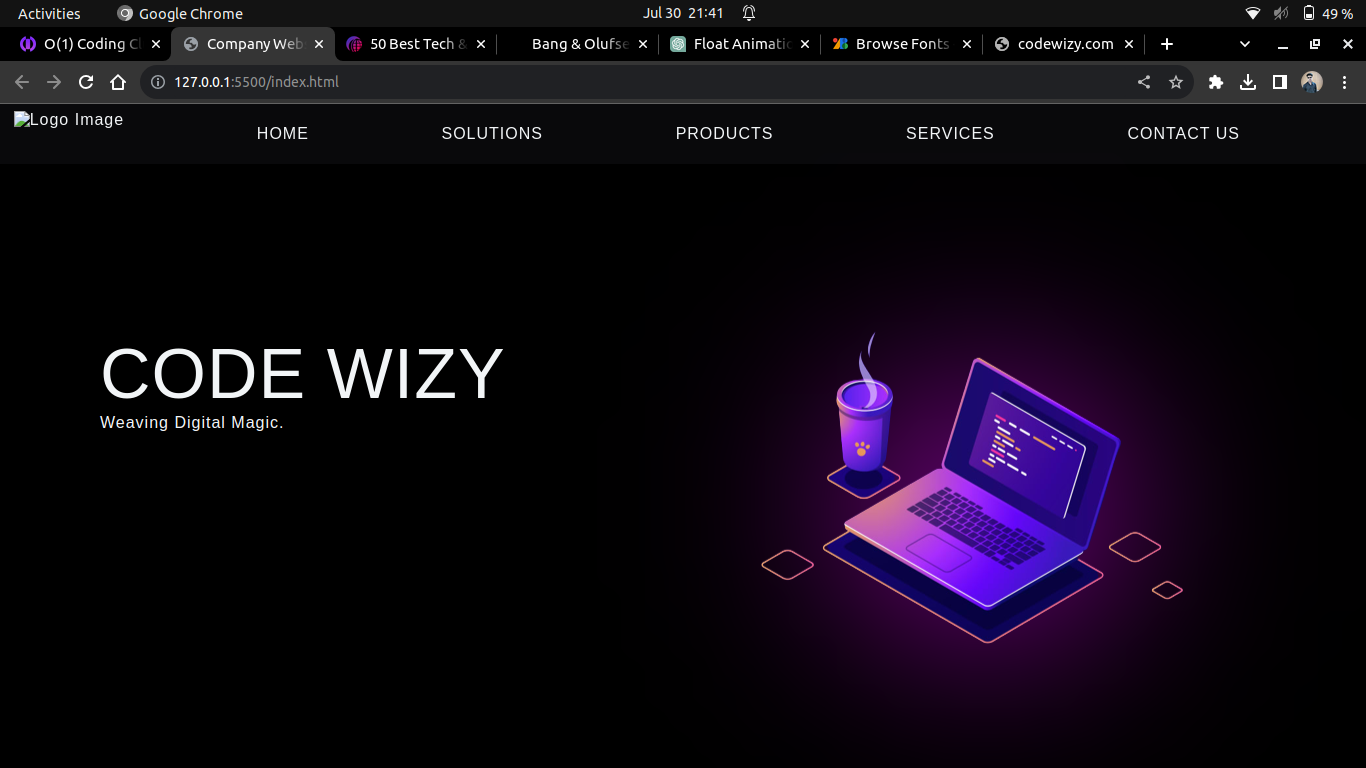 Activities Google Chrome Jul 30 21:41 49 %
O(1) Coding Cl Company Web 50 Best Tech & Bang & Olufse Float Animatic Browse Fonts codewizy.com
127.0.0.1:5500/index.html
Logo Image HOME SOLUTIONS PRODUCTS SERVICES CONTACT US
CODE WIZY
Weaving Digital Magic.